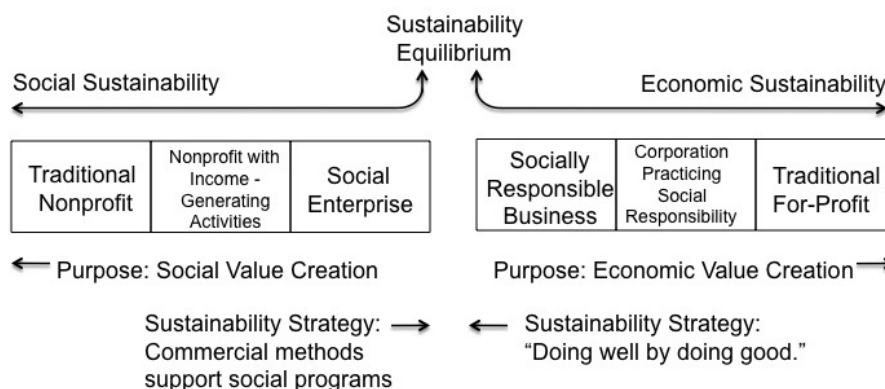 Sustainability
Equilibrium
Social Sustainability
Economic Sustainability
Traditional
Nonprofit
Nonprofit with
Income -
Generating
Activities
Social
Enterprise
Socially
Responsible
Business
Corporation
Practicing
Social
Responsibility
Traditional
For-Profit
Purpose: Social Value Creation
Purpose: Economic Value Creation
Sustainability Strategy:
Commercial methods
support social programs
Sustainability Strategy:
“Doing well by doing good.”